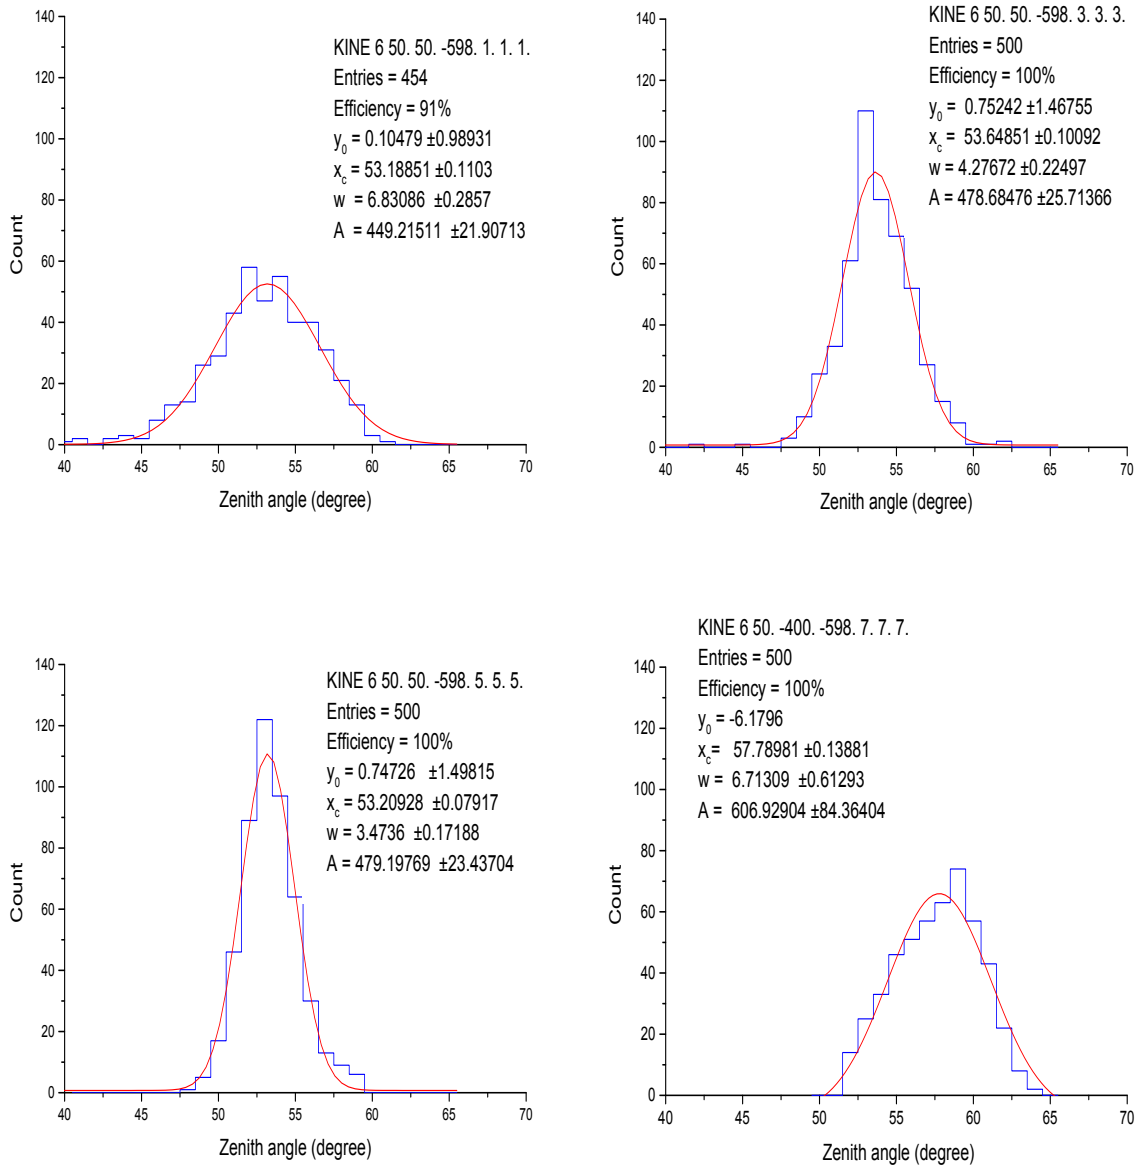 KINE 6 50. 50. -598. 1. 1. 1.
Entries = 454
Efficiency = 91%
y0 = 0.10479 ±0.98931
xc = 53.18851 ±0.1103
w = 6.83086 ±0.2857
A = 449.21511 ±21.90713
140
120
100
80
60
40
20
0
Count
40 45 50 55 60 65 70
Zenith angle (degree)
KINE 6 50. 50. -598. 3. 3. 3.
Entries = 500
Efficiency = 100%
y0 = 0.75242 ±1.46755
xc = 53.64851 ±0.10092
w = 4.27672 ±0.22497
A = 478.68476 ±25.71366
140
120
100
80
60
40
20
0
Count
40 45 50 55 60 65 70
Zenith angle (degree)
KINE 6 50. 50. -598. 5. 5. 5.
Entries = 500
Efficiency = 100%
y0 = 0.74726 ±1.49815
xc = 53.20928 ±0.07917
w = 3.4736 ±0.17188
A = 479.19769 ±23.43704
140
120
100
80
60
40
20
0
Count
40 45 50 55 60 65 70
Zenith angle (degree)
KINE 6 50. -400. -598. 7. 7. 7.
Entries = 500
Efficiency = 100%
y0 = -6.1796
xc= 57.78981 ±0.13881
w = 6.71309 ±0.61293
A = 606.92904 ±84.36404
140
120
100
80
60
40
20
0
Count
40 45 50 55 60 65 70
Zenith angle (degree)